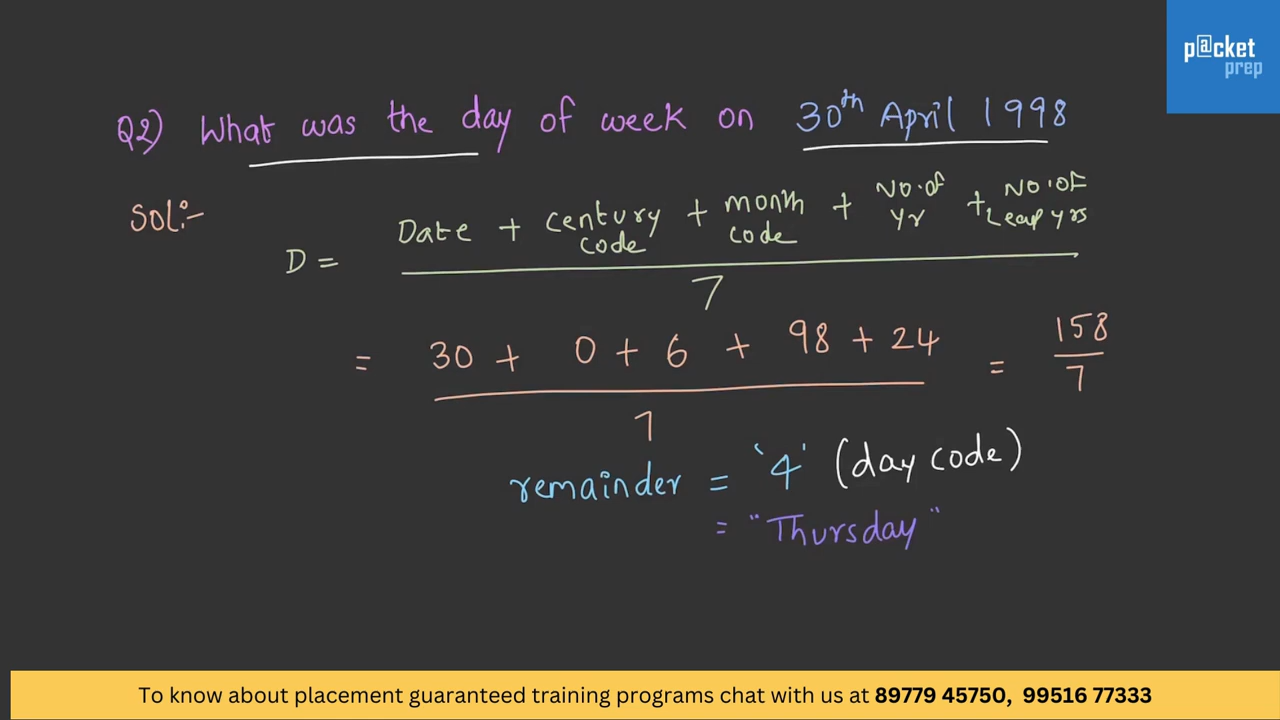 p@cket
prep
Q2) What was the day of week on 30th April 1998
Sol:-
D = Date + century code + month code + No. of yr + No. of Leap yrs
7
= 30 + 0 + 6 + 98 + 24 = 158
7 7
remainder = '4' (day code)
= "Thursday"
To know about placement guaranteed training programs chat with us at 89779 45750, 99516 77333